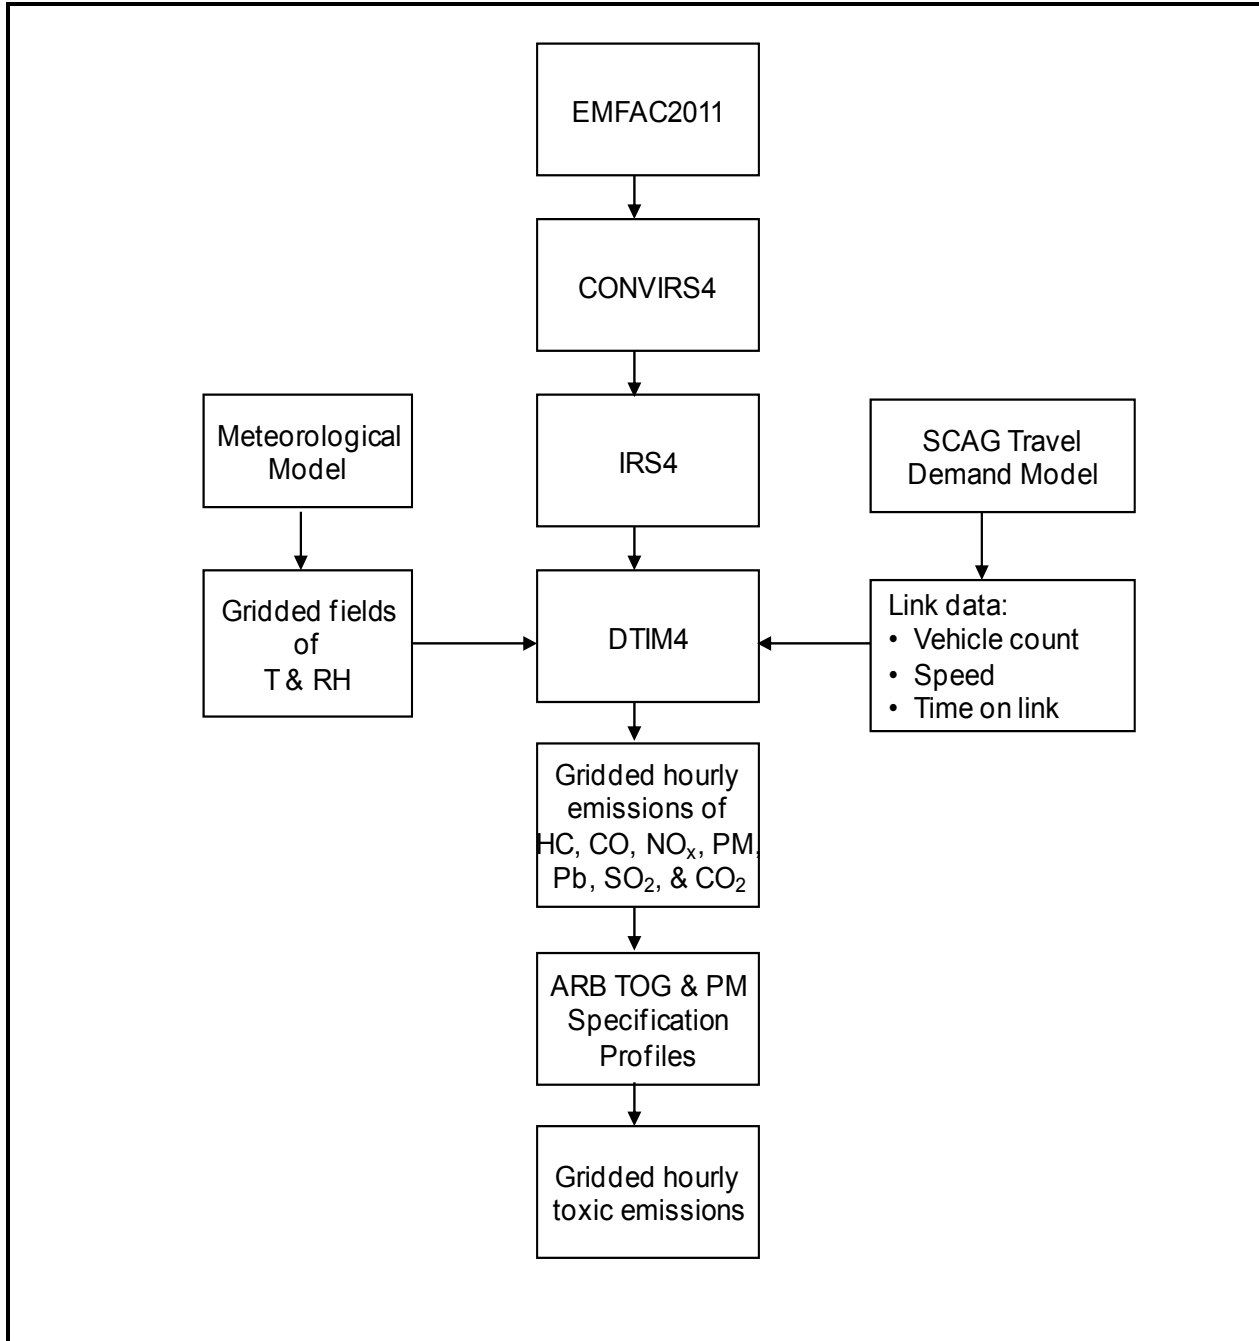 EMFAC2011
CONVIRS4
Meteorological
Model
IRS4
SCAG Travel
Demand Model
Gridded fields
of
T & RH
DTIM4
Link data:
• Vehicle count
• Speed
• Time on link
Gridded hourly
emissions of
HC, CO, NOₓ, PM,
Pb, SO₂, & CO₂
ARB TOG & PM
Specification
Profiles
Gridded hourly
toxic emissions